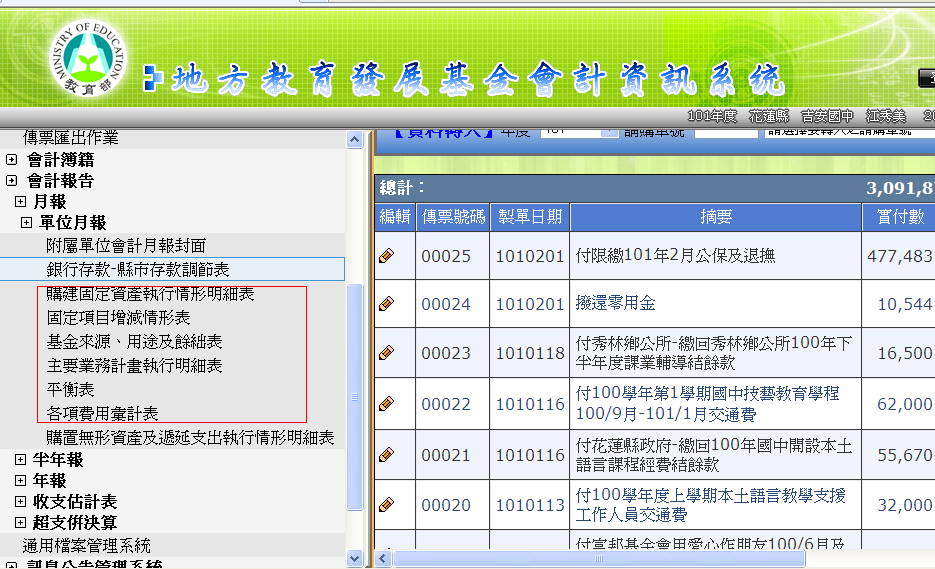 MINISTRY OF EDUCATION
教育部
地方教育發展基金會計資訊系統
101年度 花蓮縣 吉安國中 江秀美
傳票匯出作業
會計簿籍
會計報告
月報
單位月報
附屬單位會計月報封面
銀行存款-縣市存款調節表
購建固定資產執行情形明細表
固定項目增減情形表
基金來源、用途及餘絀表
主要業務計畫執行明細表
平衡表
各項費用彙計表
購置無形資產及遞延支出執行情形明細表
半年報
年報
收支估計表
超支併決算
通用檔案管理系統
訊息公告管理系統
【資料轉入】年度 101 請購單號 請選擇要轉入之請購單號
總計： 3,091,8
編輯 傳票號碼 製單日期 摘要 實付數
00025 1010201 付限繳101年2月公保及退撫 477,483
00024 1010201 撥還零用金 10,544
00023 1010118 付秀林鄉公所-繳回秀林鄉公所100年下
半年度課業輔導結餘款 16,500
00022 1010116 付100學年第1學期國中技藝教育學程
100/9月-101/1月交通費 62,000
00021 1010116 付花蓮縣政府-繳回100年國中開設本土
語言課程經費結餘款 55,670
00020 1010113 付100學年度上學期本土語言教學支援
工作人員交通費 32,000
付富邦基金會用愛心作朋友100/6月及